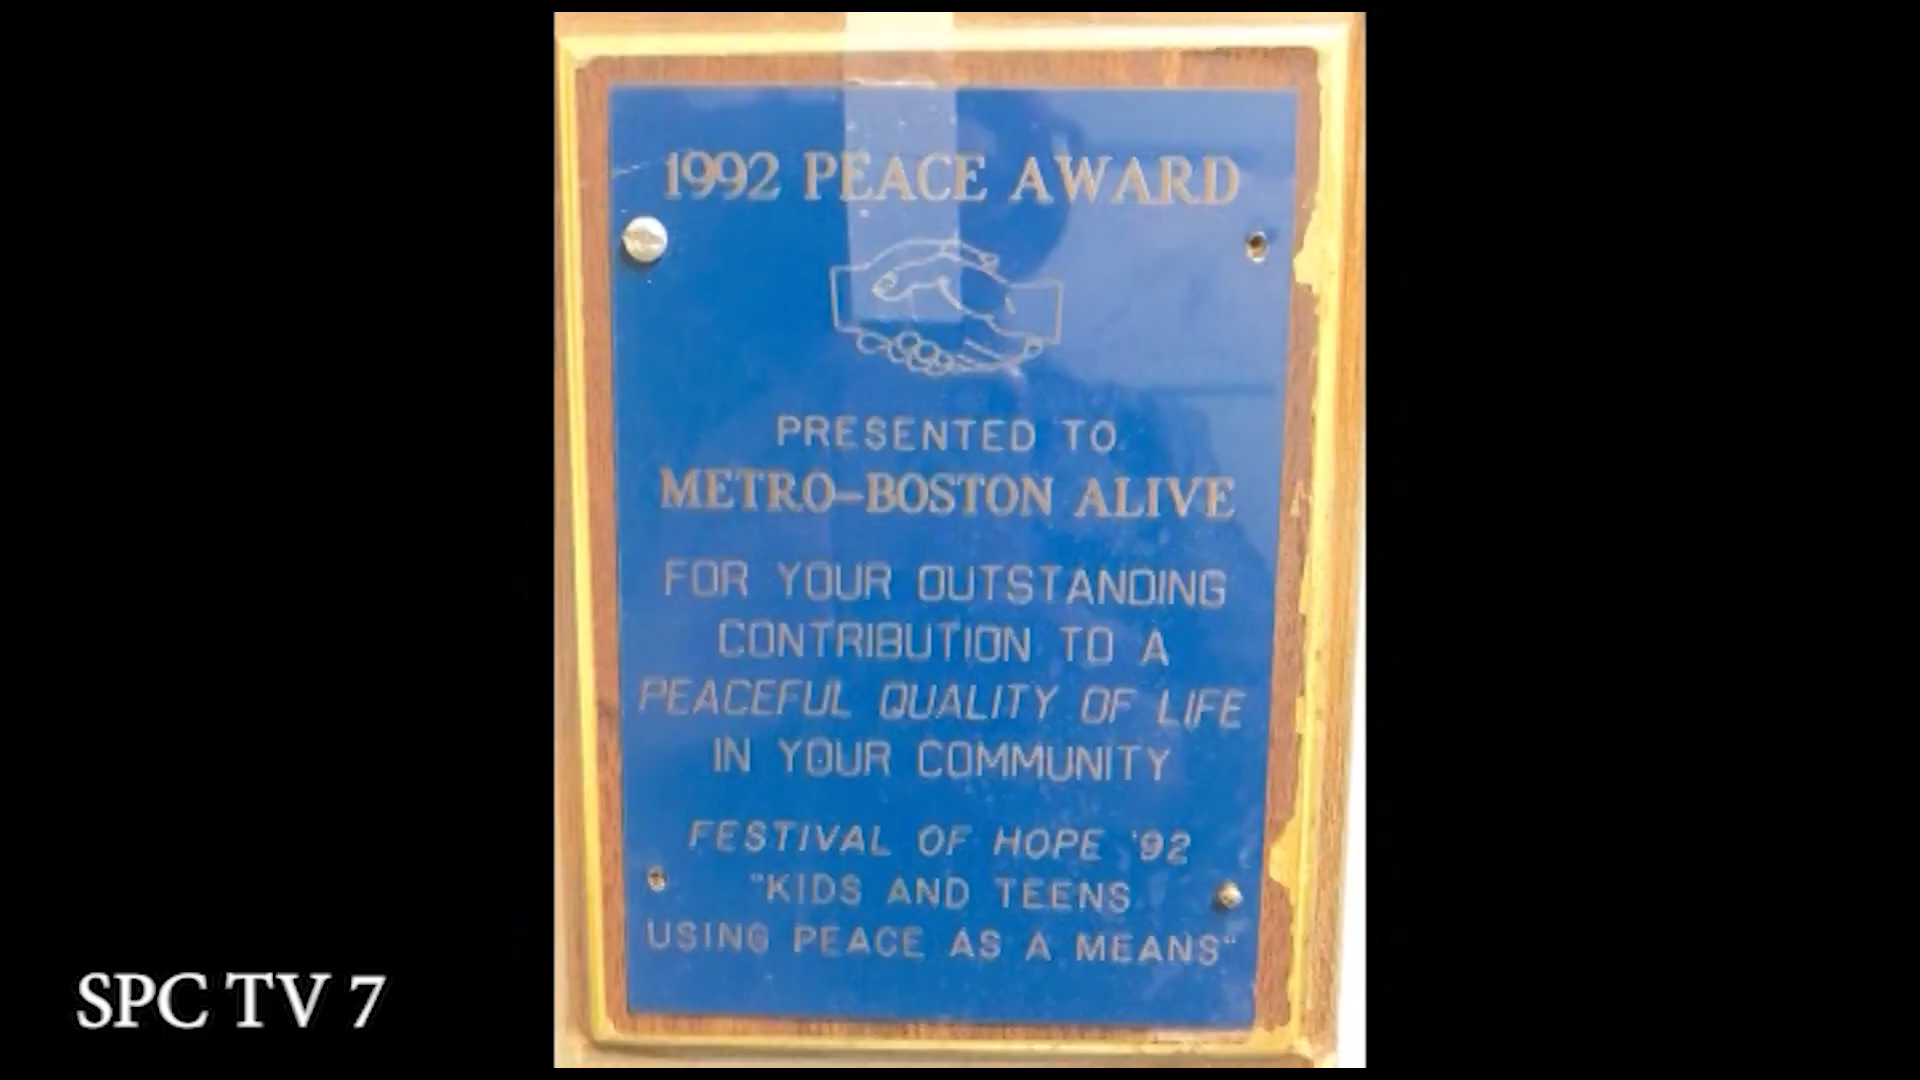 1992 PEACE AWARD
PRESENTED TO
METRO-BOSTON ALIVE
FOR YOUR OUTSTANDING
CONTRIBUTION TO A
PEACEFUL QUALITY OF LIFE
IN YOUR COMMUNITY
FESTIVAL OF HOPE '92
"KIDS AND TEENS
USING PEACE AS A MEANS"
SPC TV 7